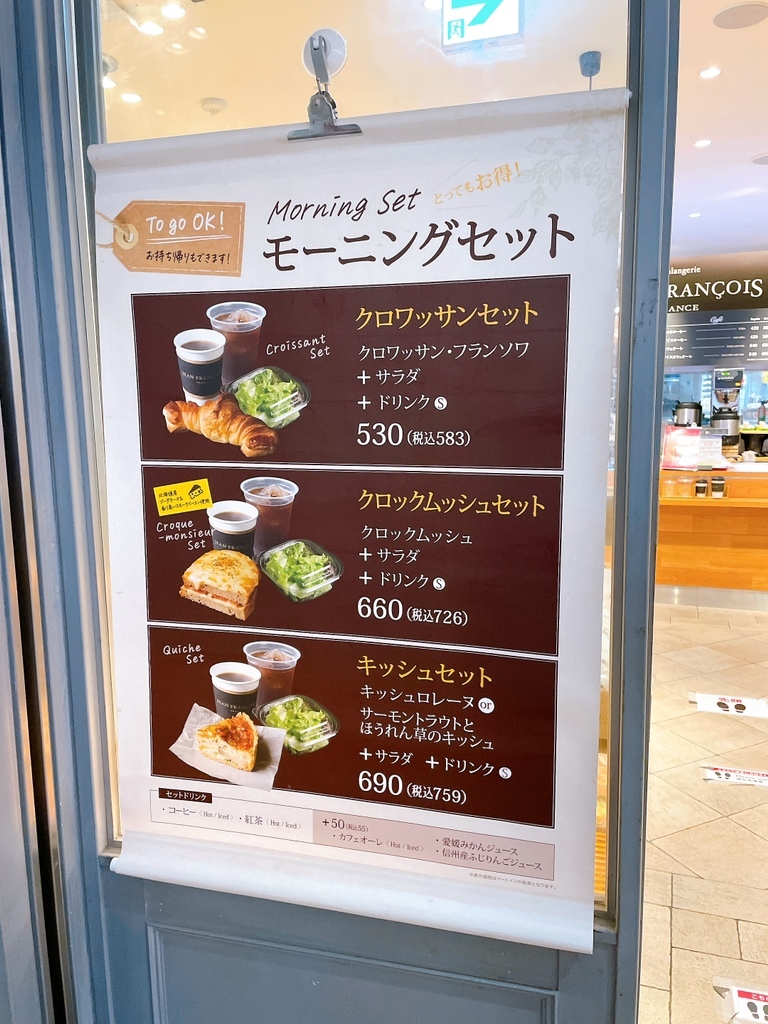 To go OK!
お持ち帰りもできます!
Morning Set
とってもお得!
モーニングセット
Croissant
Set
クロワッサンセット
クロワッサン・フランソワ
+ サラダ
+ ドリンク Ⓢ
530(税込583)
Croque
-monsieur
Set
クロックムッシュセット
クロックムッシュ
+ サラダ
+ ドリンク Ⓢ
660(税込726)
Quiche
Set
キッシュセット
キッシュロレーヌ or
サーモントラウトと
ほうれん草のキッシュ
+サラダ +ドリンク Ⓢ
690(税込759)
セットドリンク
・コーヒー〈Hot / Iced〉・紅茶〈Hot / Iced〉
+50(税込55)
・カフェオーレ〈Hot / Iced〉
・愛媛みかんジュース
・信州産ふじりんごジュース
RANÇOIS
ANCE